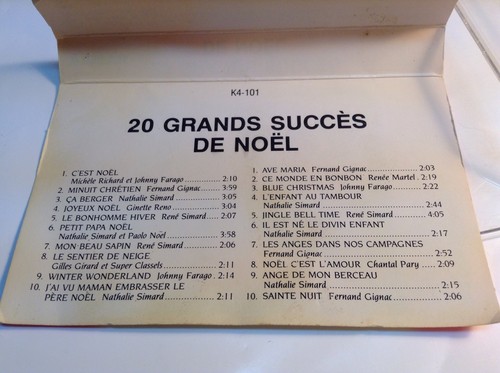 K4-101
20 GRANDS SUCCÈS
DE NOËL
1. C'EST NOËL
Michèle Richard et Johnny Farago 2:10
2. MINUIT CHRÉTIEN Fernand Gignac 3:59
3. ÇA BERGER Nathalie Simard 3:05
4. JOYEUX NOËL Ginette Reno 3:04
5. LE BONHOMME HIVER René Simard 2:07
6. PETIT PAPA NOËL
Nathalie Simard et Paolo Noël 3:58
7. MON BEAU SAPIN René Simard 2:06
8. LE SENTIER DE NEIGE
Gilles Girard et Super Classels 2:11
9. WINTER WONDERLAND Johnny Farago 2:14
10. J'AI VU MAMAN EMBRASSER LE
PÈRE NOËL Nathalie Simard 2:11
1. AVE MARIA Fernand Gignac 2:03
2. CE MONDE EN BONBON Renée Martel 2:19
3. BLUE CHRISTMAS Johnny Farago 2:22
4. L'ENFANT AU TAMBOUR
Nathalie Simard 2:44
5. JINGLE BELL TIME René Simard 4:05
6. IL EST NÉ LE DIVIN ENFANT
Nathalie Simard 2:17
7. LES ANGES DANS NOS CAMPAGNES
Fernand Gignac 2:52
8. NOËL C'EST L'AMOUR Chantal Pary 2:09
9. ANGE DE MON BERCEAU
Nathalie Simard 2:15
10. SAINTE NUIT Fernand Gignac 2:06